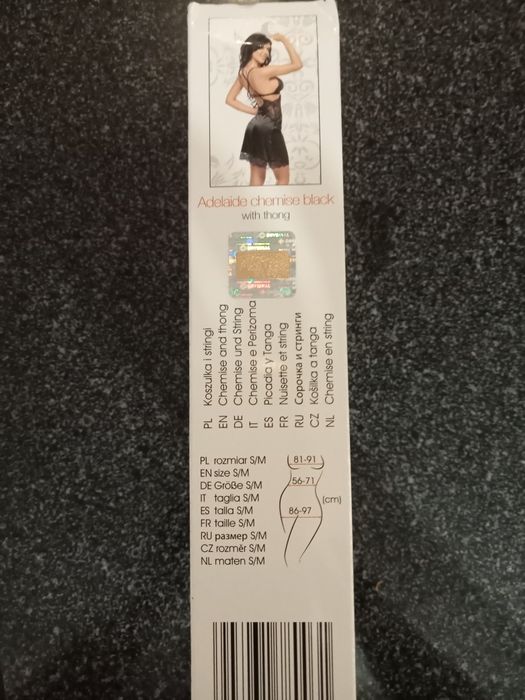 Adelaide chemise black
with thong
PL Koszulka i stringi
EN Chemise and thong
DE Chemise und String
IT Chemise e Perizoma
ES Picadia y Tanga
FR Nuisette et string
RU Сорочка и стринги
CZ Košilka a tanga
NL Chemise en string
PL rozmiar S/M
EN size S/M
DE Größe S/M
IT taglia S/M
ES talla S/M
FR taille S/M
RU размер S/M
CZ rozměr S/M
NL maten S/M
81-91
56-71
(cm)
86-97